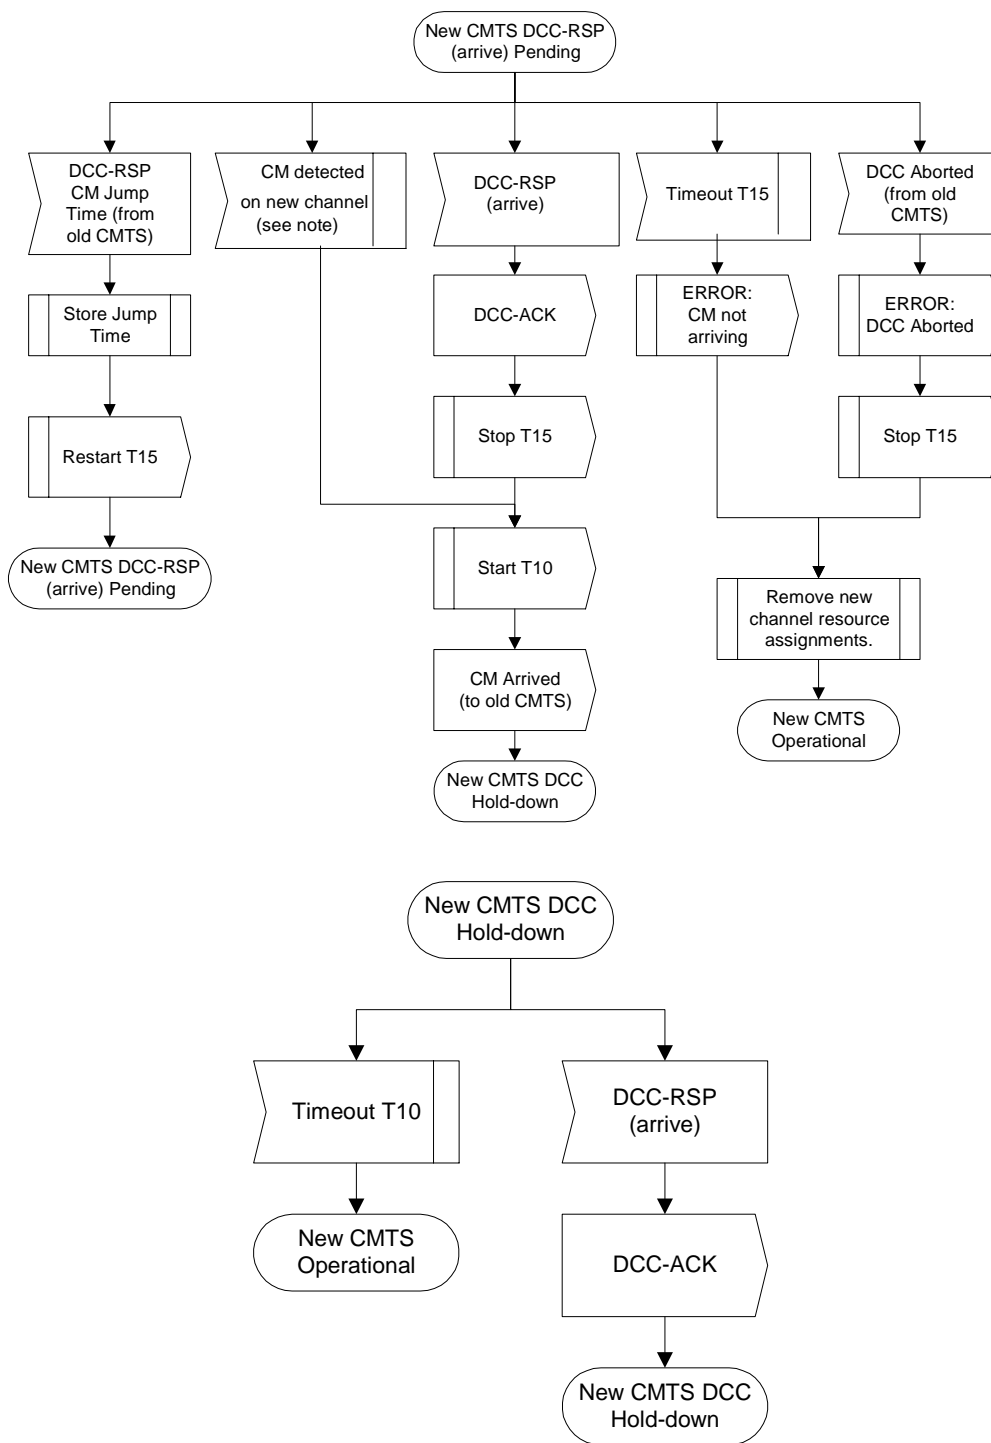 New CMTS DCC-RSP
(arrive) Pending
DCC-RSP
CM Jump
Time (from
old CMTS)
CM detected
on new channel
(see note)
DCC-RSP
(arrive)
Timeout T15
DCC Aborted
(from old
CMTS)
Store Jump
Time
DCC-ACK
ERROR:
CM not
arriving
ERROR:
DCC Aborted
Restart T15
Stop T15
Stop T15
New CMTS DCC-RSP
(arrive) Pending
Start T10
Remove new
channel resource
assignments.
CM Arrived
(to old CMTS)
New CMTS
Operational
New CMTS DCC
Hold-down
New CMTS DCC
Hold-down
Timeout T10
DCC-RSP
(arrive)
New CMTS
Operational
DCC-ACK
New CMTS DCC
Hold-down